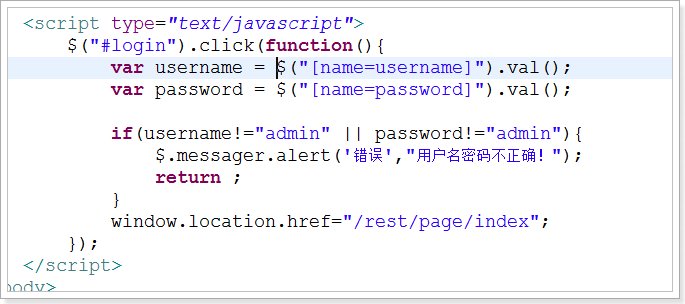 <script type="text/javascript">
$("#login").click(function(){
var username = $("[name=username]").val();
var password = $("[name=password]").val();
if(username!="admin" || password!="admin"){
$.messager.alert('错误',"用户名密码不正确！");
return ;
}
window.location.href="/rest/page/index";
});
</script>
body>